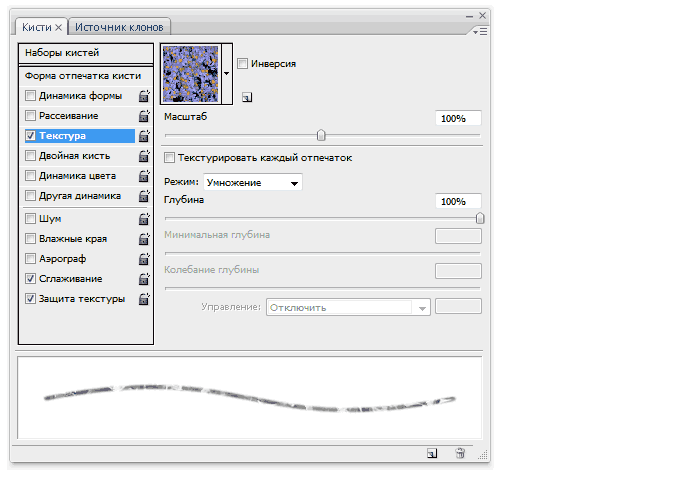 Кисти Источник клонов
Наборы кистей
Форма отпечатка кисти
Динамика формы
Рассеивание
Текстура
Двойная кисть
Динамика цвета
Другая динамика
Шум
Влажные края
Аэрограф
Сглаживание
Защита текстуры
Инверсия
Масштаб 100%
Текстурировать каждый отпечаток
Режим: Умножение
Глубина 100%
Минимальная глубина
Колебание глубины
Управление: Отключить